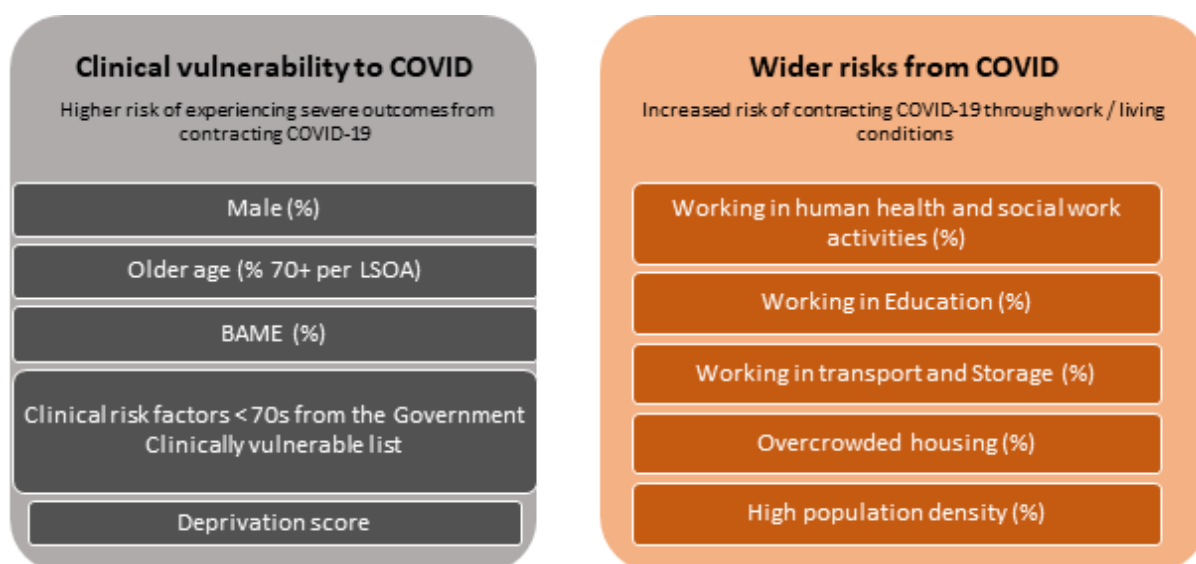 Clinical vulnerability to COVID
Higher risk of experiencing severe outcomes from
contracting COVID-19
Male (%)
Older age (% 70+ per LSOA)
BAME (%)
Clinical risk factors < 70s from the Government
Clinically vulnerable list
Deprivation score
Wider risks from COVID
Increased risk of contracting COVID-19 through work / living
conditions
Working in human health and social work
activities (%)
Working in Education (%)
Working in transport and Storage (%)
Overcrowded housing (%)
High population density (%)